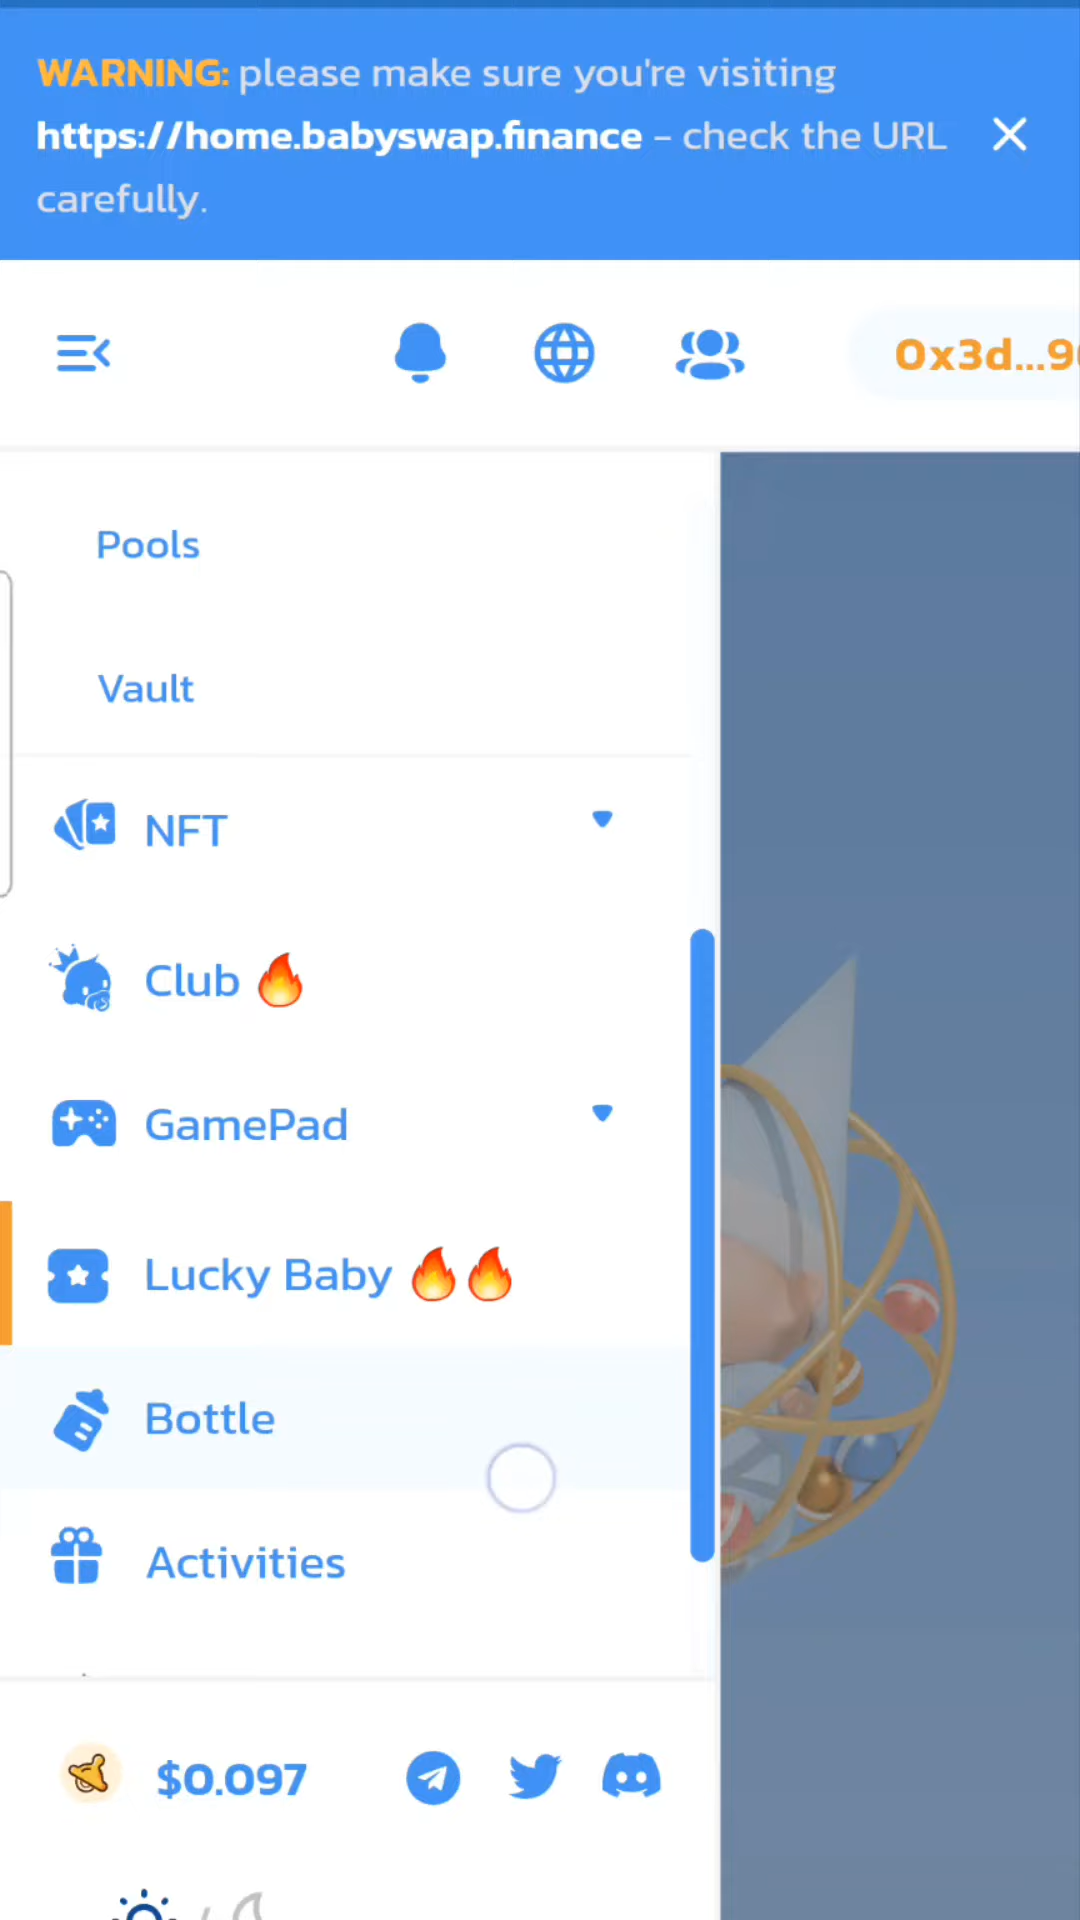 WARNING: please make sure you're visiting
https://home.babyswap.finance - check the URL
carefully.
0x3d...9
Pools
Vault
NFT
Club 🔥
GamePad
Lucky Baby 🔥🔥
Bottle
Activities
$0.097